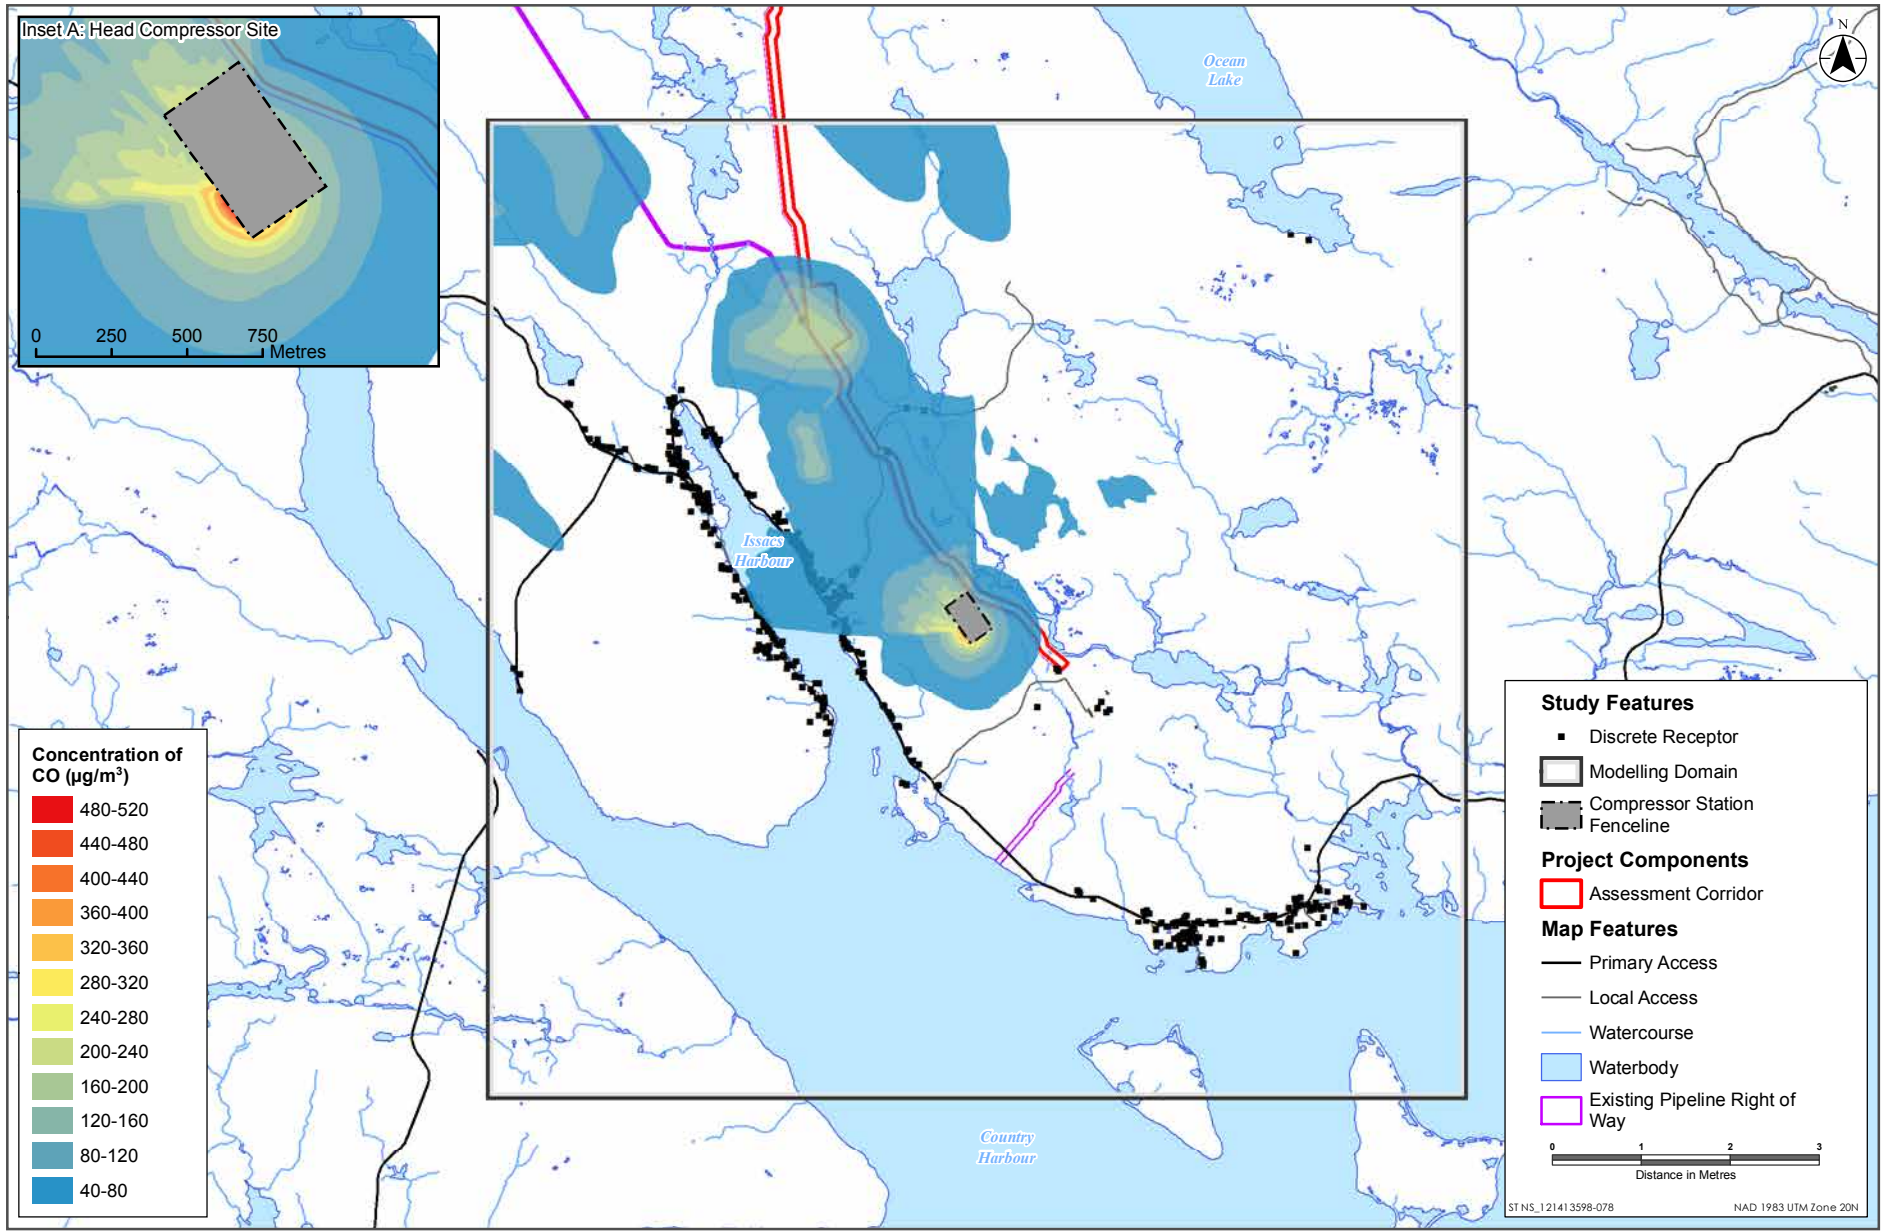 Inset A: Head Compressor Site
0 250 500 750
Metres
N
Ocean
Lake
Issacs
Harbour
Country
Harbour
Concentration of
CO (µg/m³)
480-520
440-480
400-440
360-400
320-360
280-320
240-280
200-240
160-200
120-160
80-120
40-80
Study Features
Discrete Receptor
Modelling Domain
Compressor Station
Fenceline
Project Components
Assessment Corridor
Map Features
Primary Access
Local Access
Watercourse
Waterbody
Existing Pipeline Right of
Way
0 1 2 3
Distance in Metres
ST NS_121413598-078 NAD 1983 UTM Zone 20N